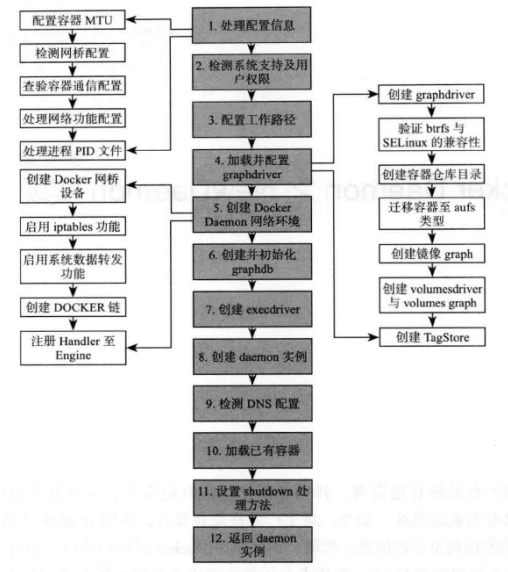 配置容器 MTU
检测网桥配置
查验容器通信配置
处理网络功能配置
处理进程 PID 文件
创建 Docker 网桥
设备
启用 iptables 功能
启用系统数据转发
功能
创建 DOCKER 链
注册 Handler 至
Engine
1. 处理配置信息
2. 检测系统支持及用
户权限
3. 配置工作路径
4. 加载并配置
graphdriver
5. 创建 Docker
Daemon 网络环境
6. 创建并初始化
graphdb
7. 创建 execdriver
8. 创建 daemon 实例
9. 检测 DNS 配置
10. 加载已有容器
11. 设置 shutdown 处
理方法
12. 返回 daemon
实例
创建 graphdriver
验证 btrfs 与
SELinux 的兼容性
创建容器仓库目录
迁移容器至 aufs
类型
创建镜像 graph
创建 volumesdriver
与 volumes graph
创建 TagStore